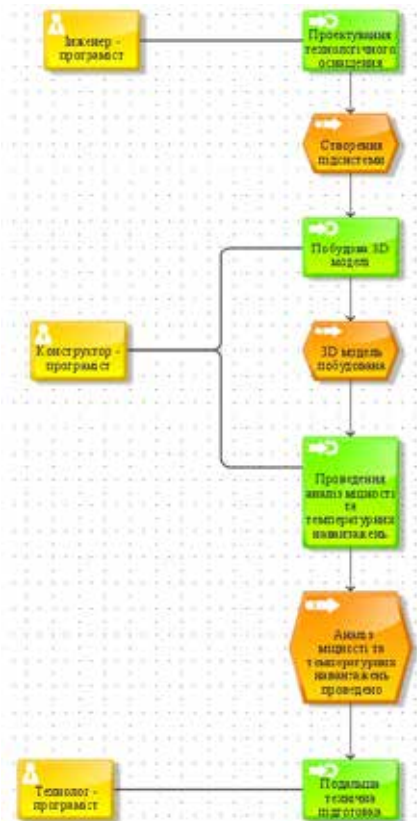 Інженер -
програміст
Проектування
технологічного
оснащення
Створення
підсистеми
Побудова 3D
моделі
Конструктор -
програміст
3D модель
побудована
Проведення
аналіз міцності
та
температурних
навантажень
Аналіз
міцності та
температурних
навантажень
проведено
Технолог -
програміст
Подальша
технічна
підготовка